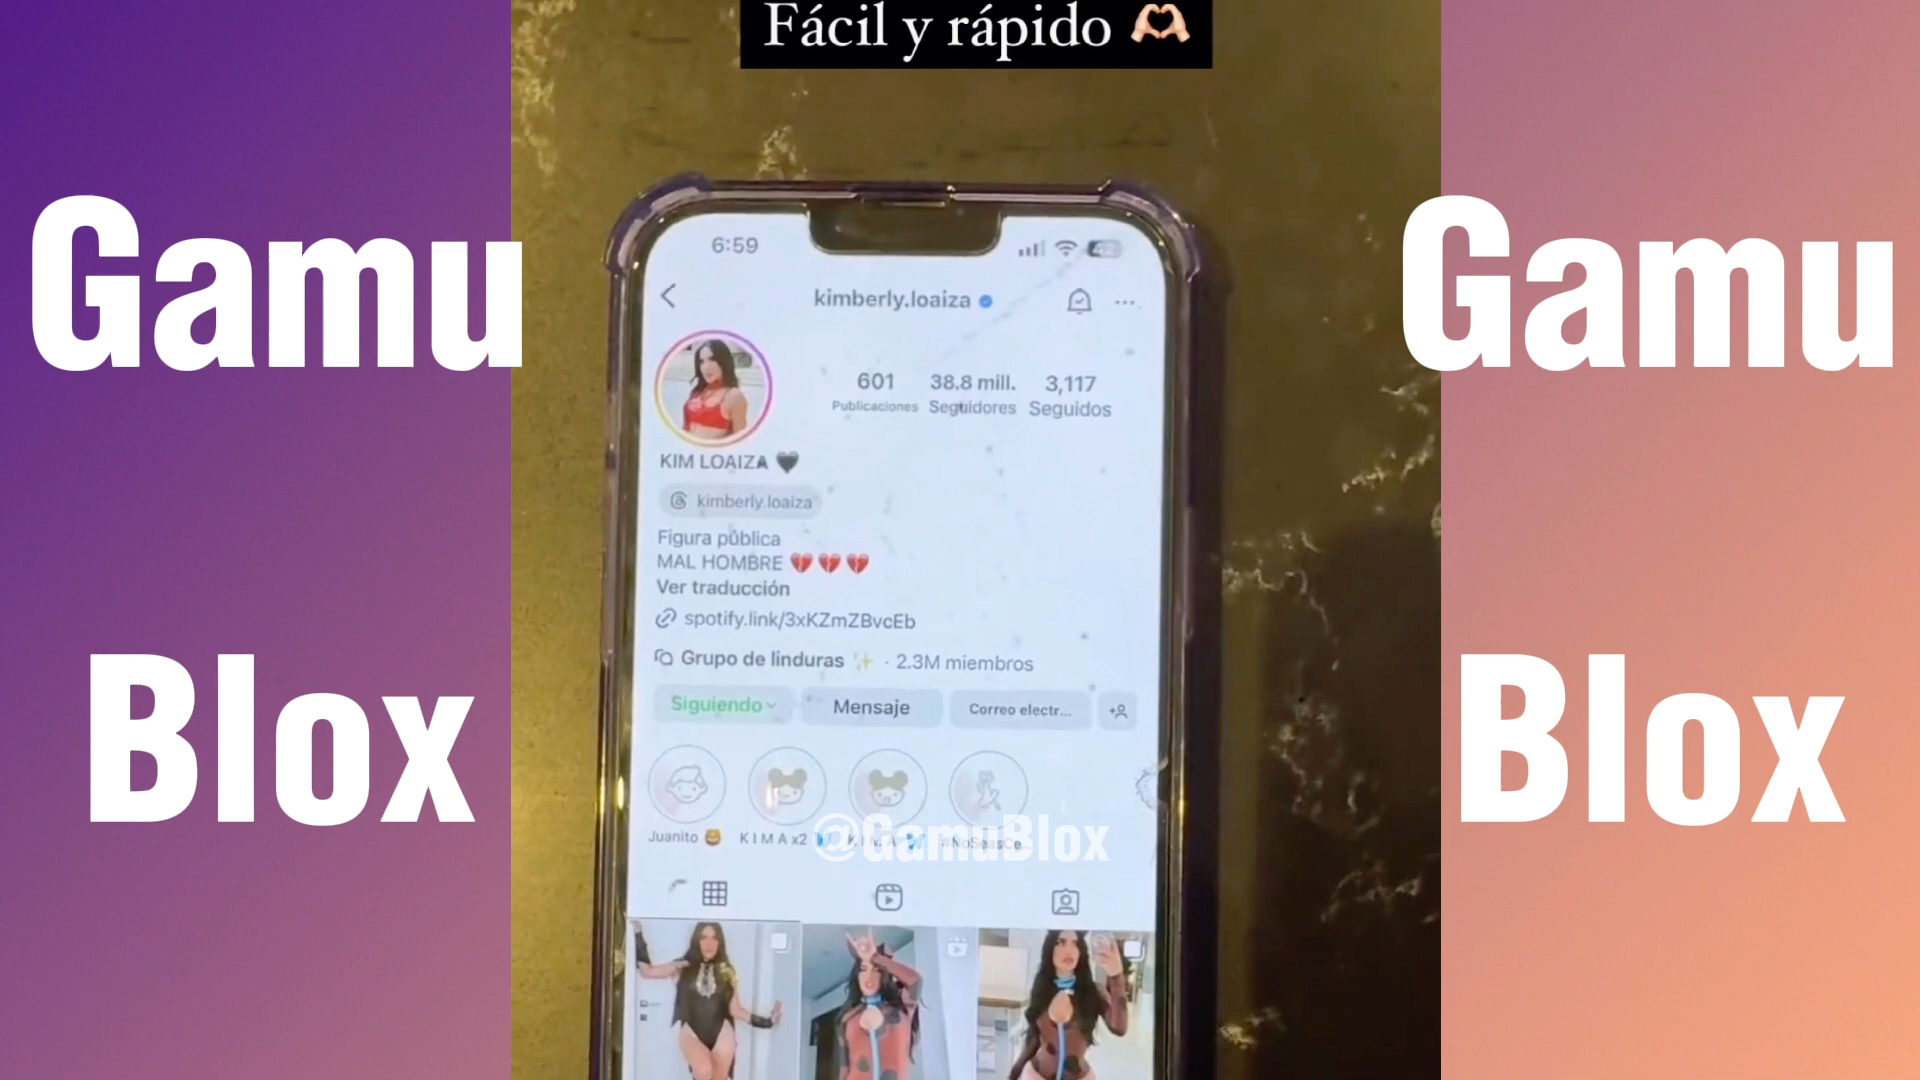 Fácil y rápido 🫶🏻
Gamu
Blox
6:59
42
kimberly.loaiza
601
Publicaciones
38.8 mill.
Seguidores
3,117
Seguidos
KIM LOAIZA 🖤
kimberly.loaiza
Figura pública
MAL HOMBRE 💔💔💔
Ver traducción
spotify.link/3xKZmZBvcEb
Grupo de linduras ✨ · 2.3M miembros
Siguiendo
Mensaje
Correo electr...
Juanito 😸
K I M A x2
K I M A
#NoSeasCe...
@GamuBlox
Gamu
Blox